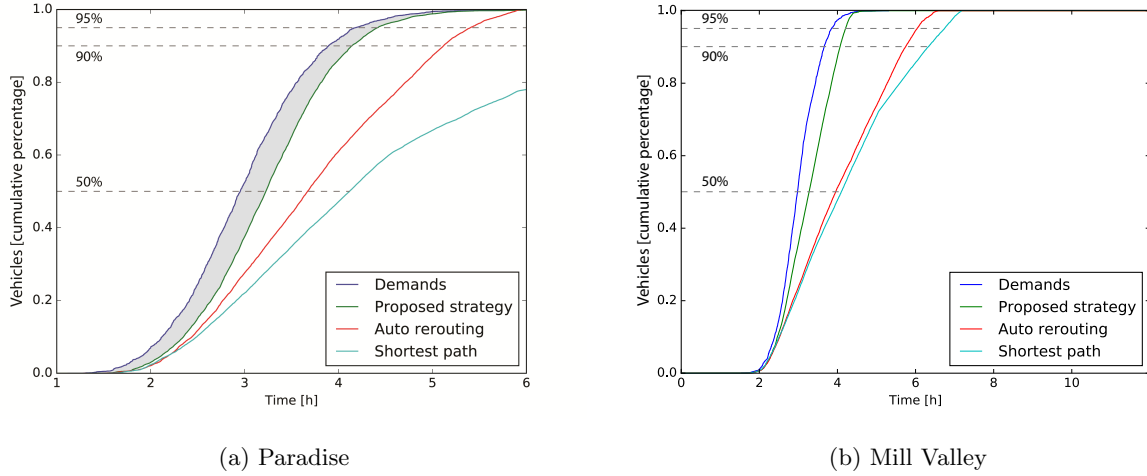 1.0
95%
90%
0.8
0.6
50%
0.4
0.2
0.0
Vehicles [cumulative percentage]
Demands
Proposed strategy
Auto rerouting
Shortest path
1 2 3 4 5 6
Time [h]
(a) Paradise
1.0
95%
90%
0.8
0.6
50%
0.4
0.2
0.0
Vehicles [cumulative percentage]
Demands
Proposed strategy
Auto rerouting
Shortest path
0 2 4 6 8 10
Time [h]
(b) Mill Valley